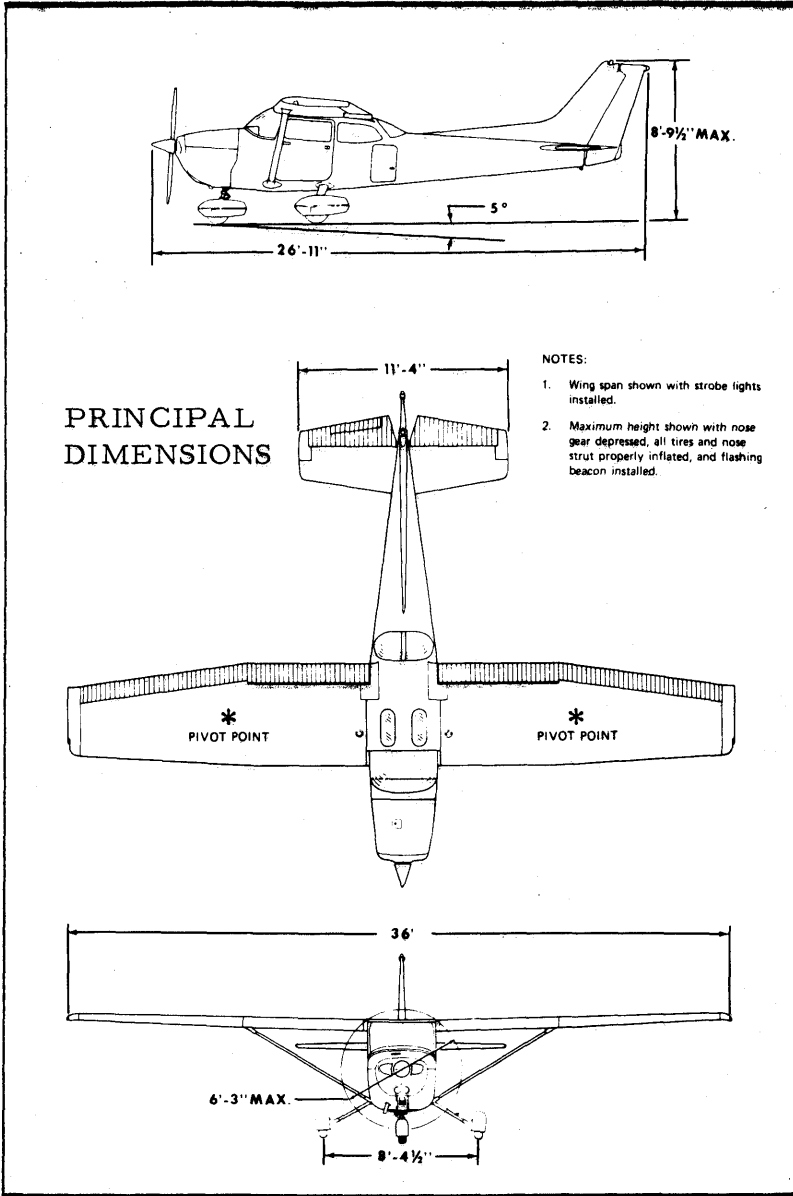 8'-9½" MAX.
5°
26'-11"
11'-4"
NOTES:
1. Wing span shown with strobe lights
installed.
2. Maximum height shown with nose
gear depressed, all tires and nose
strut properly inflated, and flashing
beacon installed.
PRINCIPAL
DIMENSIONS
* PIVOT POINT
* PIVOT POINT
36'
6'-3" MAX.
8'-4½"